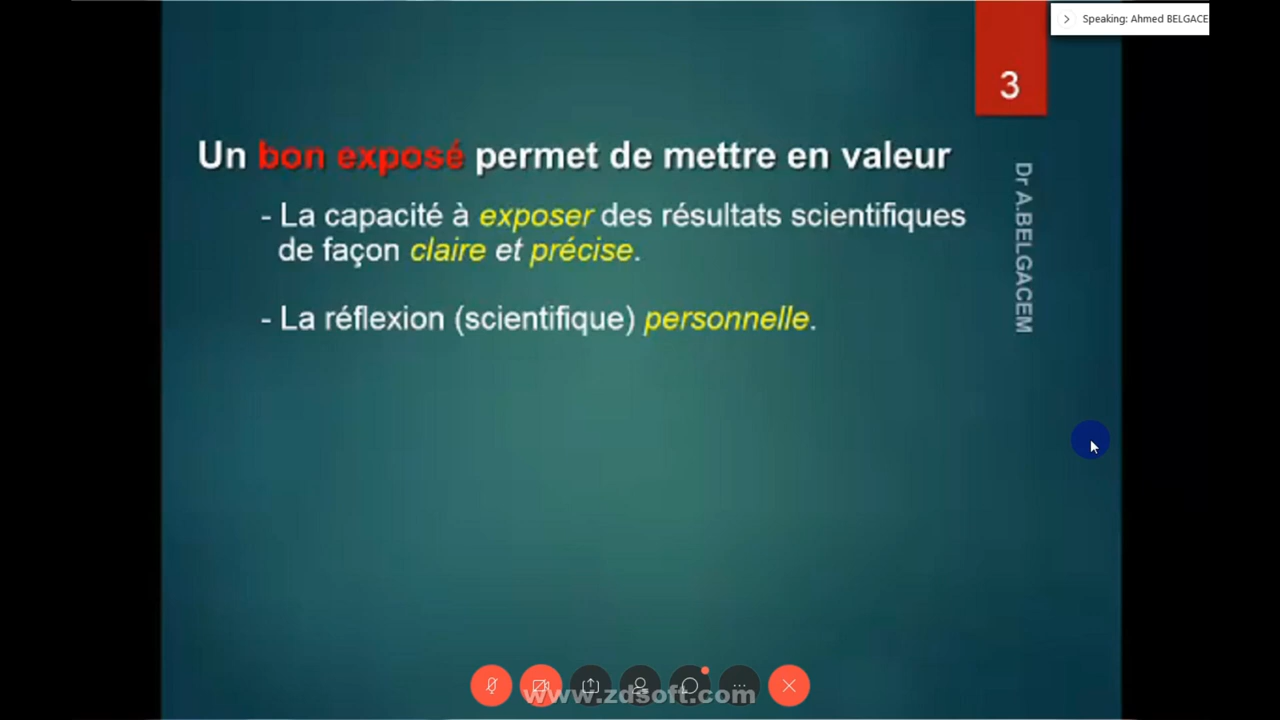 Speaking: Ahmed BELGACE
3
Un bon exposé permet de mettre en valeur
- La capacité à exposer des résultats scientifiques
de façon claire et précise.
- La réflexion (scientifique) personnelle.
Dr A.BELGACEM
www.zdsoft.com